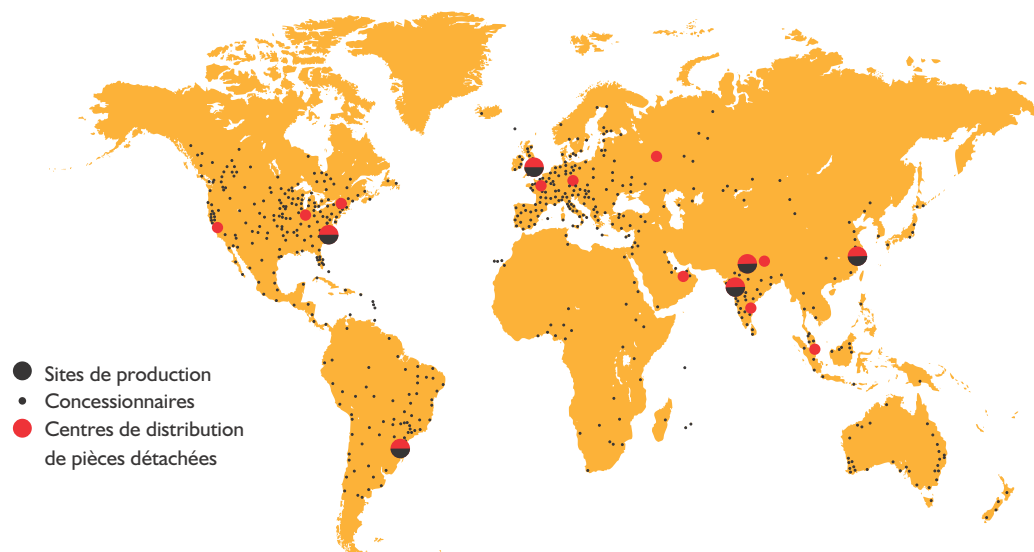 Sites de production
Concessionnaires
Centres de distribution
de pièces détachées